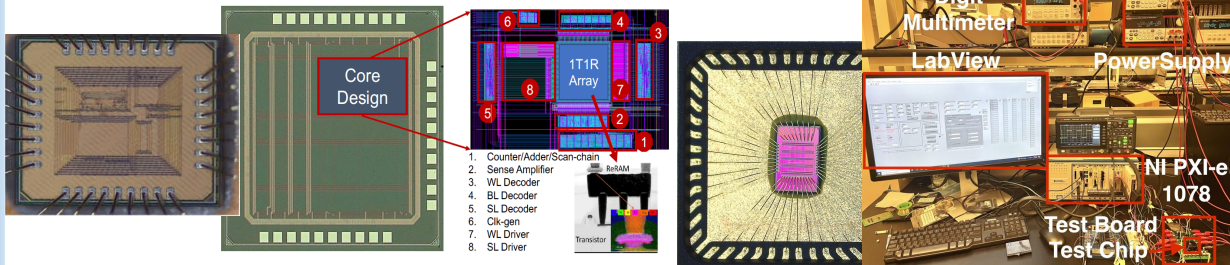 Core
Design
6
4
3
1T1R
Array
8
7
5
2
1
1. Counter/Adder/Scan-chain
2. Sense Amplifier
3. WL Decoder
4. BL Decoder
5. SL Decoder
6. Clk-gen
7. WL Driver
8. SL Driver
ReRAM
Transistor
Digit
Multimeter
LabView
PowerSupply
NI PXI-e
1078
Test Board
Test Chip